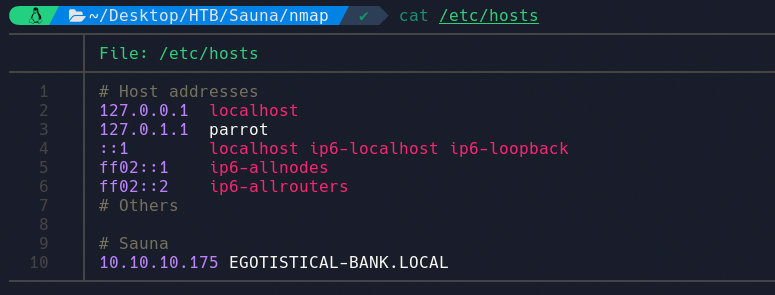 ~/Desktop/HTB/Sauna/nmap ✔ cat /etc/hosts
File: /etc/hosts
1 # Host addresses
2 127.0.0.1 localhost
3 127.0.1.1 parrot
4 ::1 localhost ip6-localhost ip6-loopback
5 ff02::1 ip6-allnodes
6 ff02::2 ip6-allrouters
7 # Others
8
9 # Sauna
10 10.10.10.175 EGOTISTICAL-BANK.LOCAL